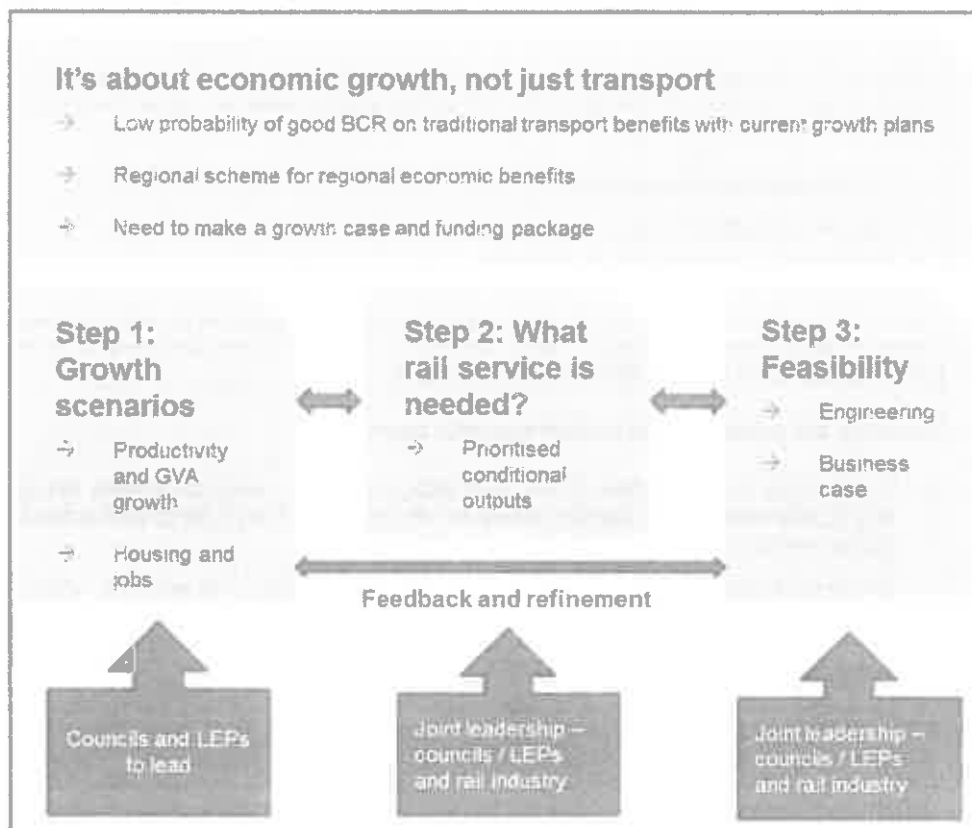 It's about economic growth, not just transport
Low probability of good BCR on traditional transport benefits with current growth plans
Regional scheme for regional economic benefits
Need to make a growth case and funding package
Step 1:
Growth
scenarios
Productivity
and GVA
growth
Housing and
jobs
Step 2: What
rail service is
needed?
Prioritised
conditional
outputs
Step 3:
Feasibility
Engineering
Business
case
Feedback and refinement
Councils and LEPs
to lead
Joint leadership –
councils / LEPs
and rail industry
Joint leadership –
councils / LEPs
and rail industry